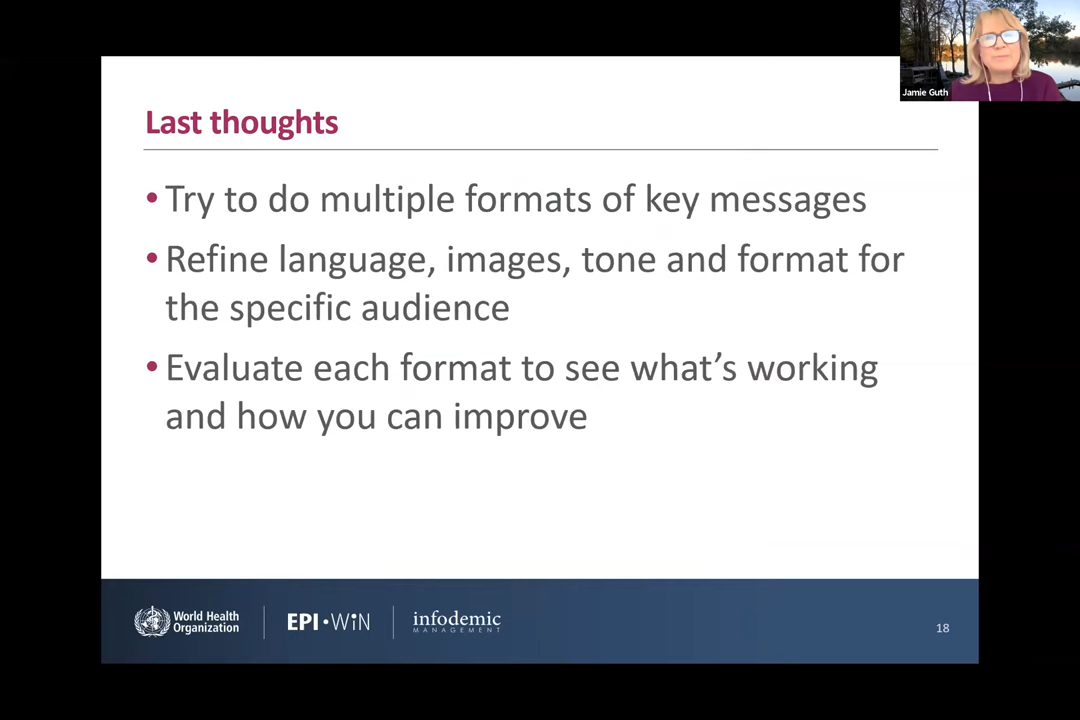 Jamie Guth
Last thoughts
• Try to do multiple formats of key messages
• Refine language, images, tone and format for
the specific audience
• Evaluate each format to see what's working
and how you can improve
World Health
Organization
EPI•WiN
infodemic
MANAGEMENT
18